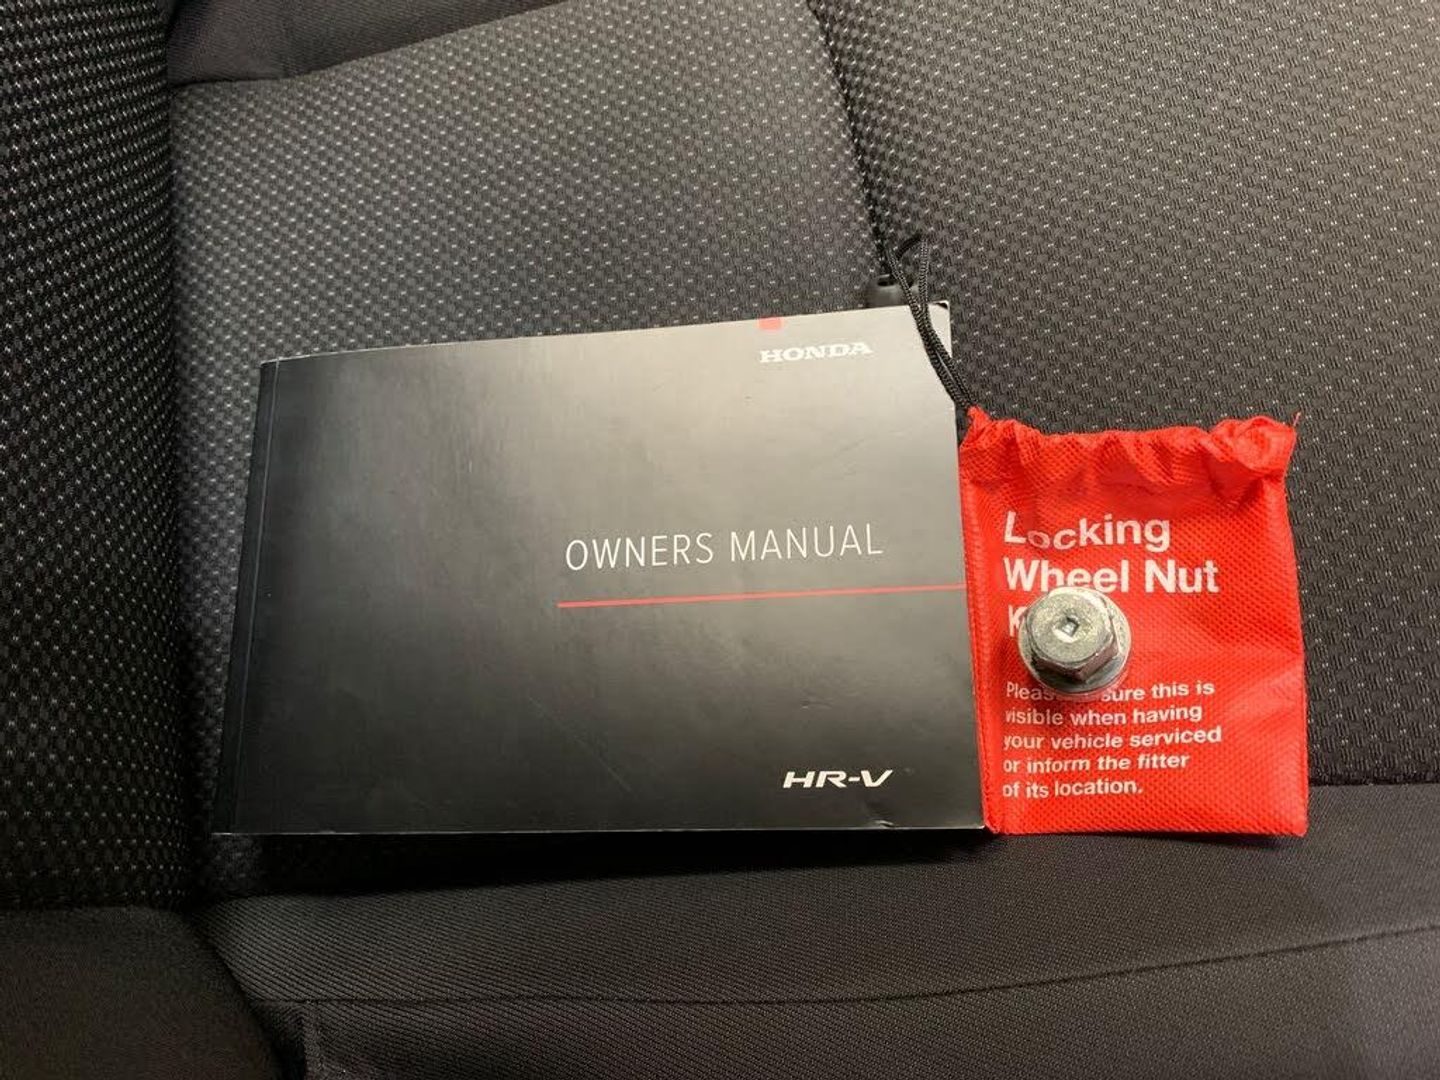 HONDA
OWNERS MANUAL
HR-V
Locking
Wheel Nut
Please sure this is
visible when having
your vehicle serviced
or inform the fitter
of its location.